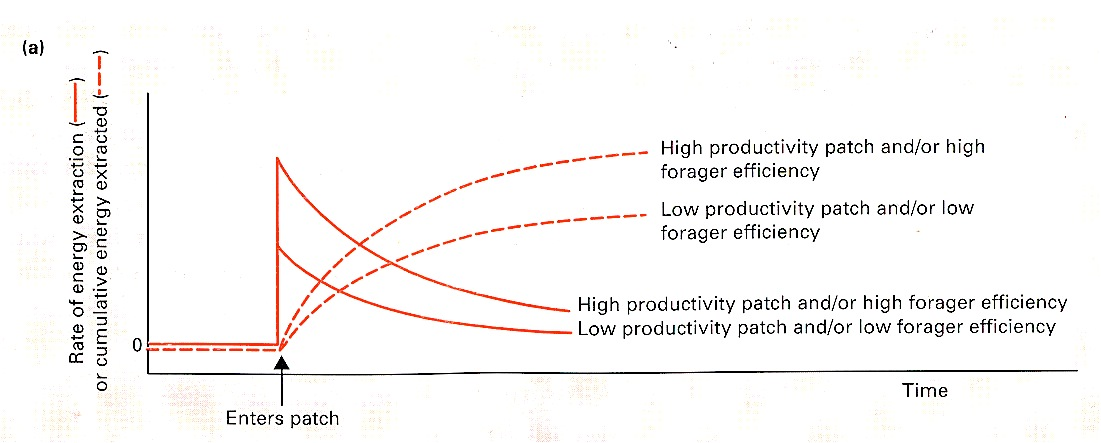 (a)
Rate of energy extraction (—)
or cumulative energy extracted (---)
High productivity patch and/or high
forager efficiency
Low productivity patch and/or low
forager efficiency
High productivity patch and/or high forager efficiency
Low productivity patch and/or low forager efficiency
0
Time
Enters patch